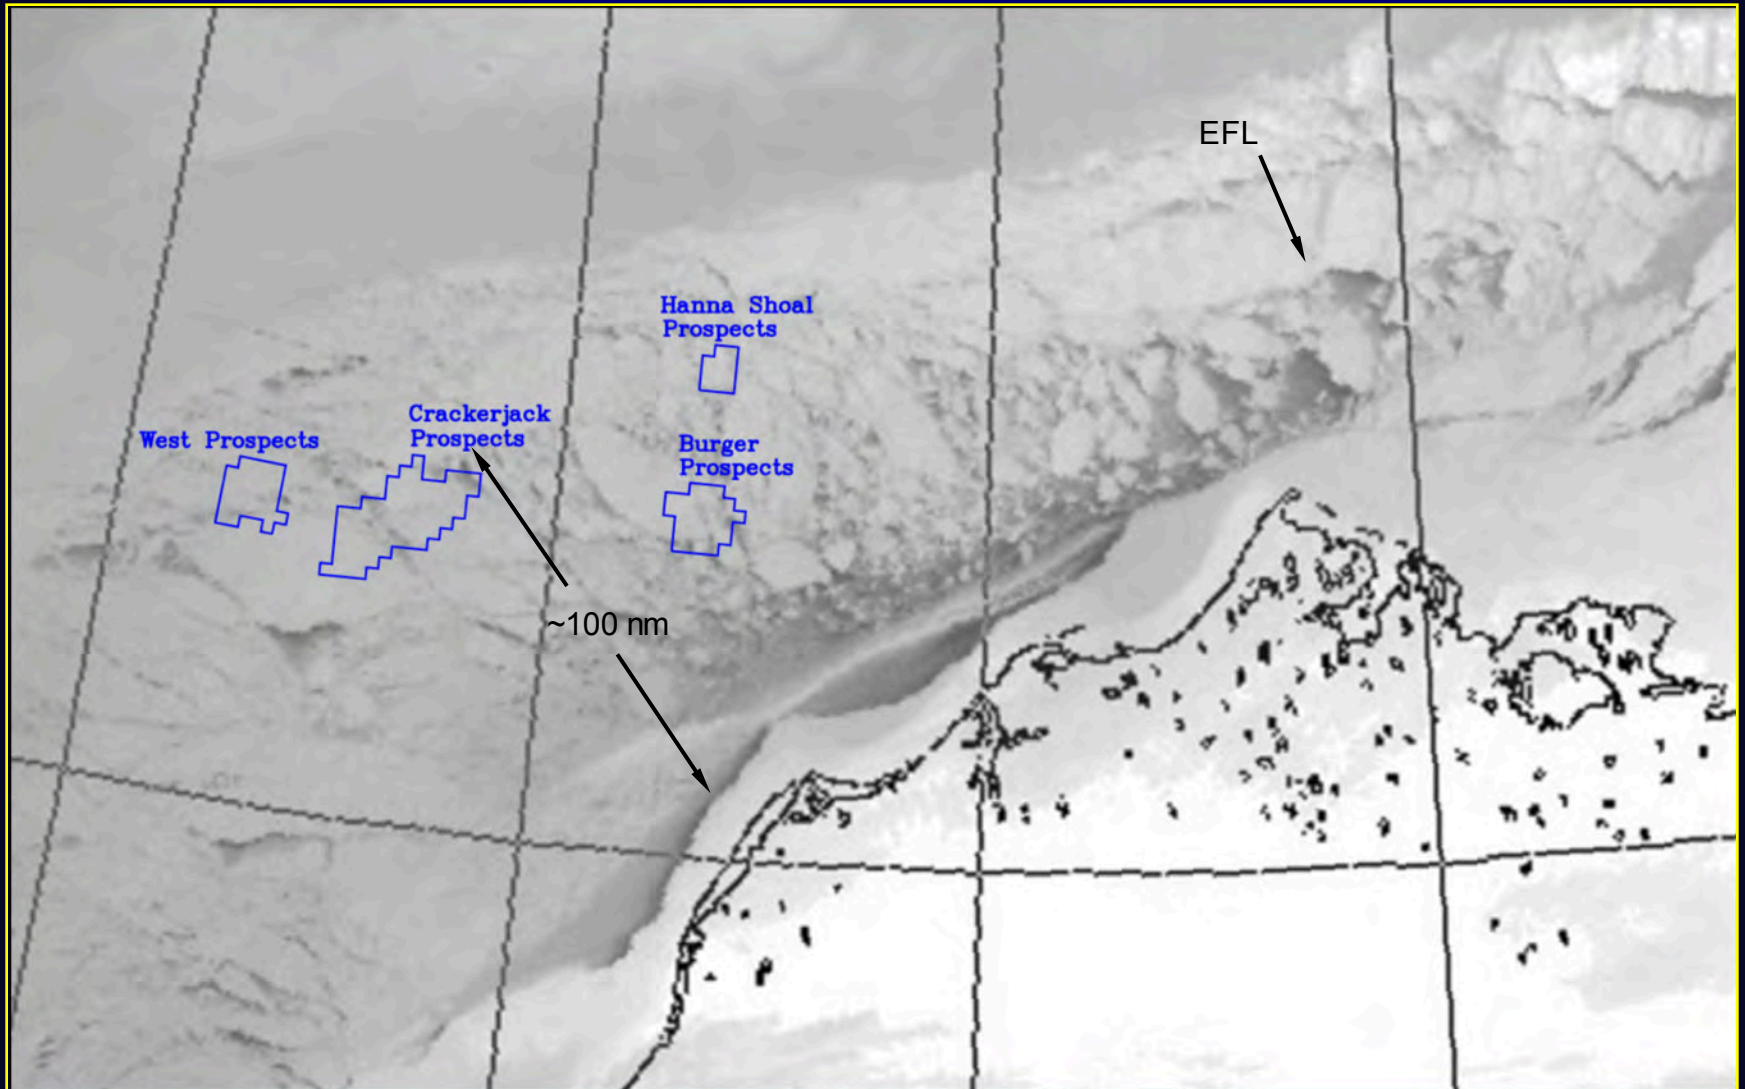 EFL
Hanna Shoal
Prospects
Crackerjack
Prospects
West Prospects
Burger
Prospects
~100 nm